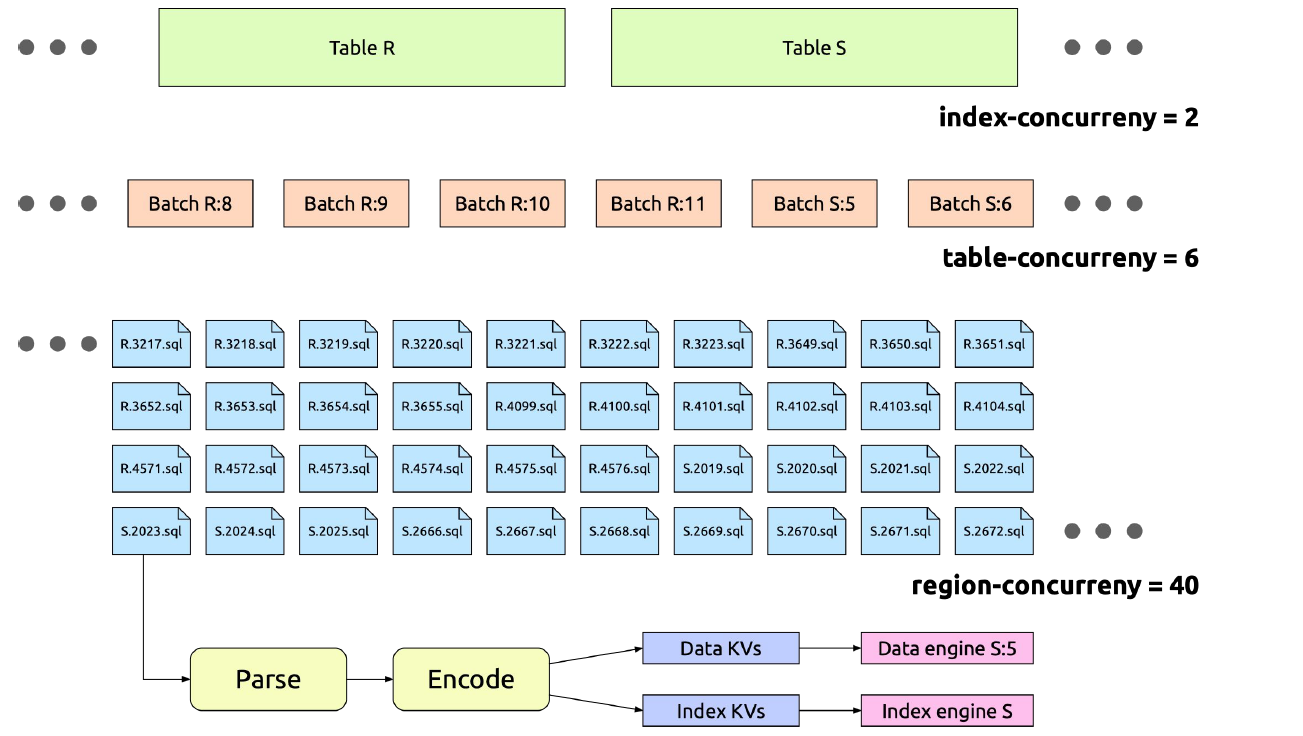 Table R
Table S
index-concurreny = 2
Batch R:8
Batch R:9
Batch R:10
Batch R:11
Batch S:5
Batch S:6
table-concurreny = 6
R.3217.sql
R.3218.sql
R.3219.sql
R.3220.sql
R.3221.sql
R.3222.sql
R.3223.sql
R.3649.sql
R.3650.sql
R.3651.sql
R.3652.sql
R.3653.sql
R.3654.sql
R.3655.sql
R.4099.sql
R.4100.sql
R.4101.sql
R.4102.sql
R.4103.sql
R.4104.sql
R.4571.sql
R.4572.sql
R.4573.sql
R.4574.sql
R.4575.sql
R.4576.sql
S.2019.sql
S.2020.sql
S.2021.sql
S.2022.sql
S.2023.sql
S.2024.sql
S.2025.sql
S.2666.sql
S.2667.sql
S.2668.sql
S.2669.sql
S.2670.sql
S.2671.sql
S.2672.sql
region-concurreny = 40
Parse
Encode
Data KVs
Data engine S:5
Index KVs
Index engine S